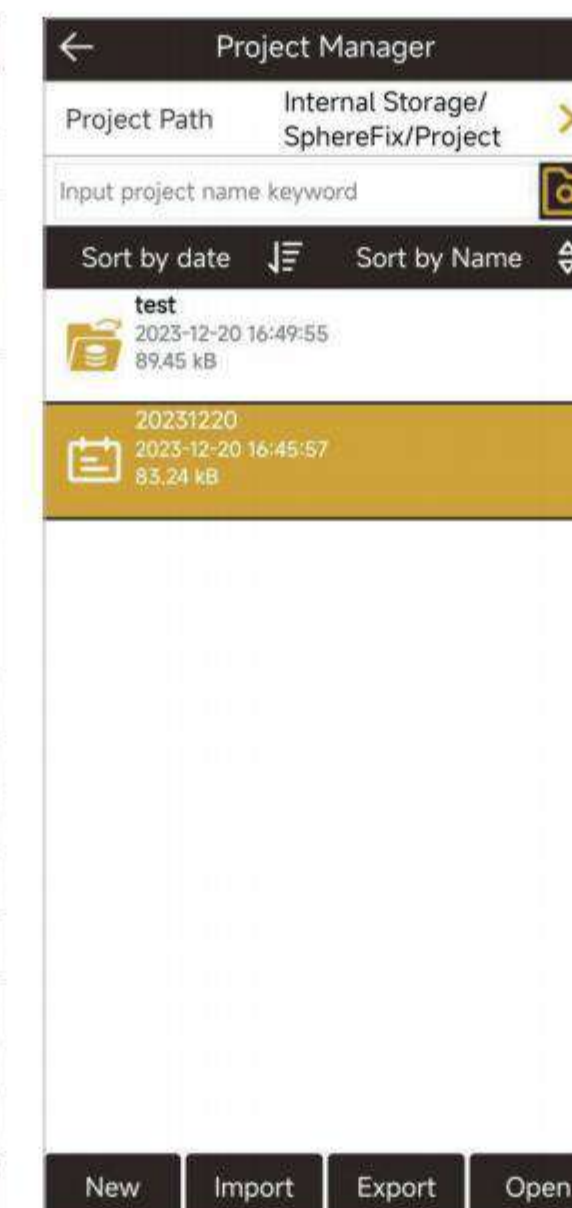 Project Manager
Project Path
Internal Storage/
SphereFix/Project
Input project name keyword
Sort by date Sort by Name
test
2023-12-20 16:49:55
89.45 kB
20231220
2023-12-20 16:45:57
83.24 kB
New Import Export Open